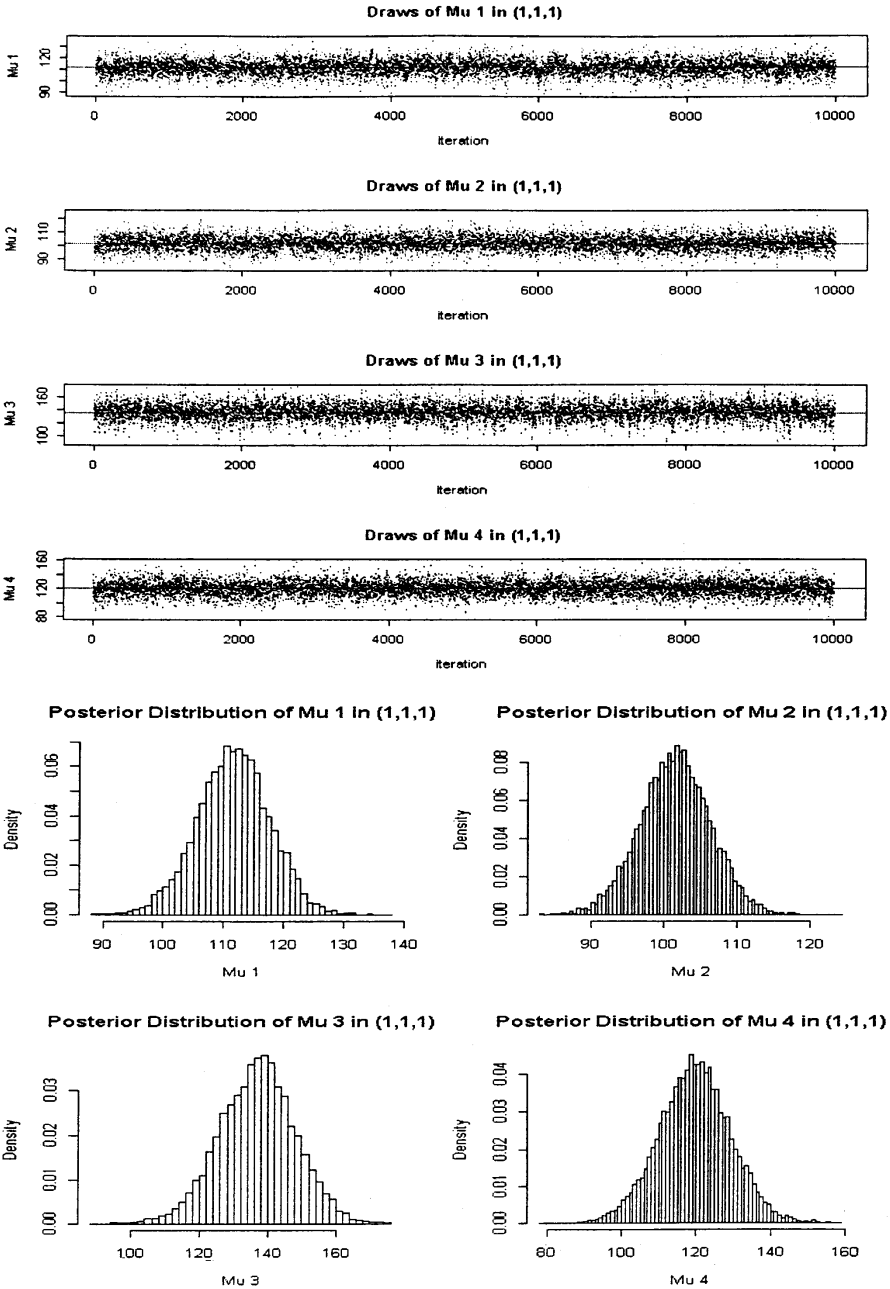 Draws of Mu 1 in (1,1,1)
Mu 1
120
90
0 2000 4000 6000 8000 10000
Iteration
Draws of Mu 2 in (1,1,1)
Mu 2
110
90
0 2000 4000 6000 8000 10000
Iteration
Draws of Mu 3 in (1,1,1)
Mu 3
160
100
0 2000 4000 6000 8000 10000
Iteration
Draws of Mu 4 in (1,1,1)
Mu 4
160
120
80
0 2000 4000 6000 8000 10000
Iteration
Posterior Distribution of Mu 1 in (1,1,1)
Density
0.06
0.04
0.02
0.00
90 100 110 120 130 140
Mu 1
Posterior Distribution of Mu 2 in (1,1,1)
Density
0.08
0.06
0.04
0.02
0.00
90 100 110 120
Mu 2
Posterior Distribution of Mu 3 in (1,1,1)
Density
0.03
0.02
0.01
0.00
100 120 140 160
Mu 3
Posterior Distribution of Mu 4 in (1,1,1)
Density
0.04
0.03
0.02
0.01
0.00
80 100 120 140 160
Mu 4